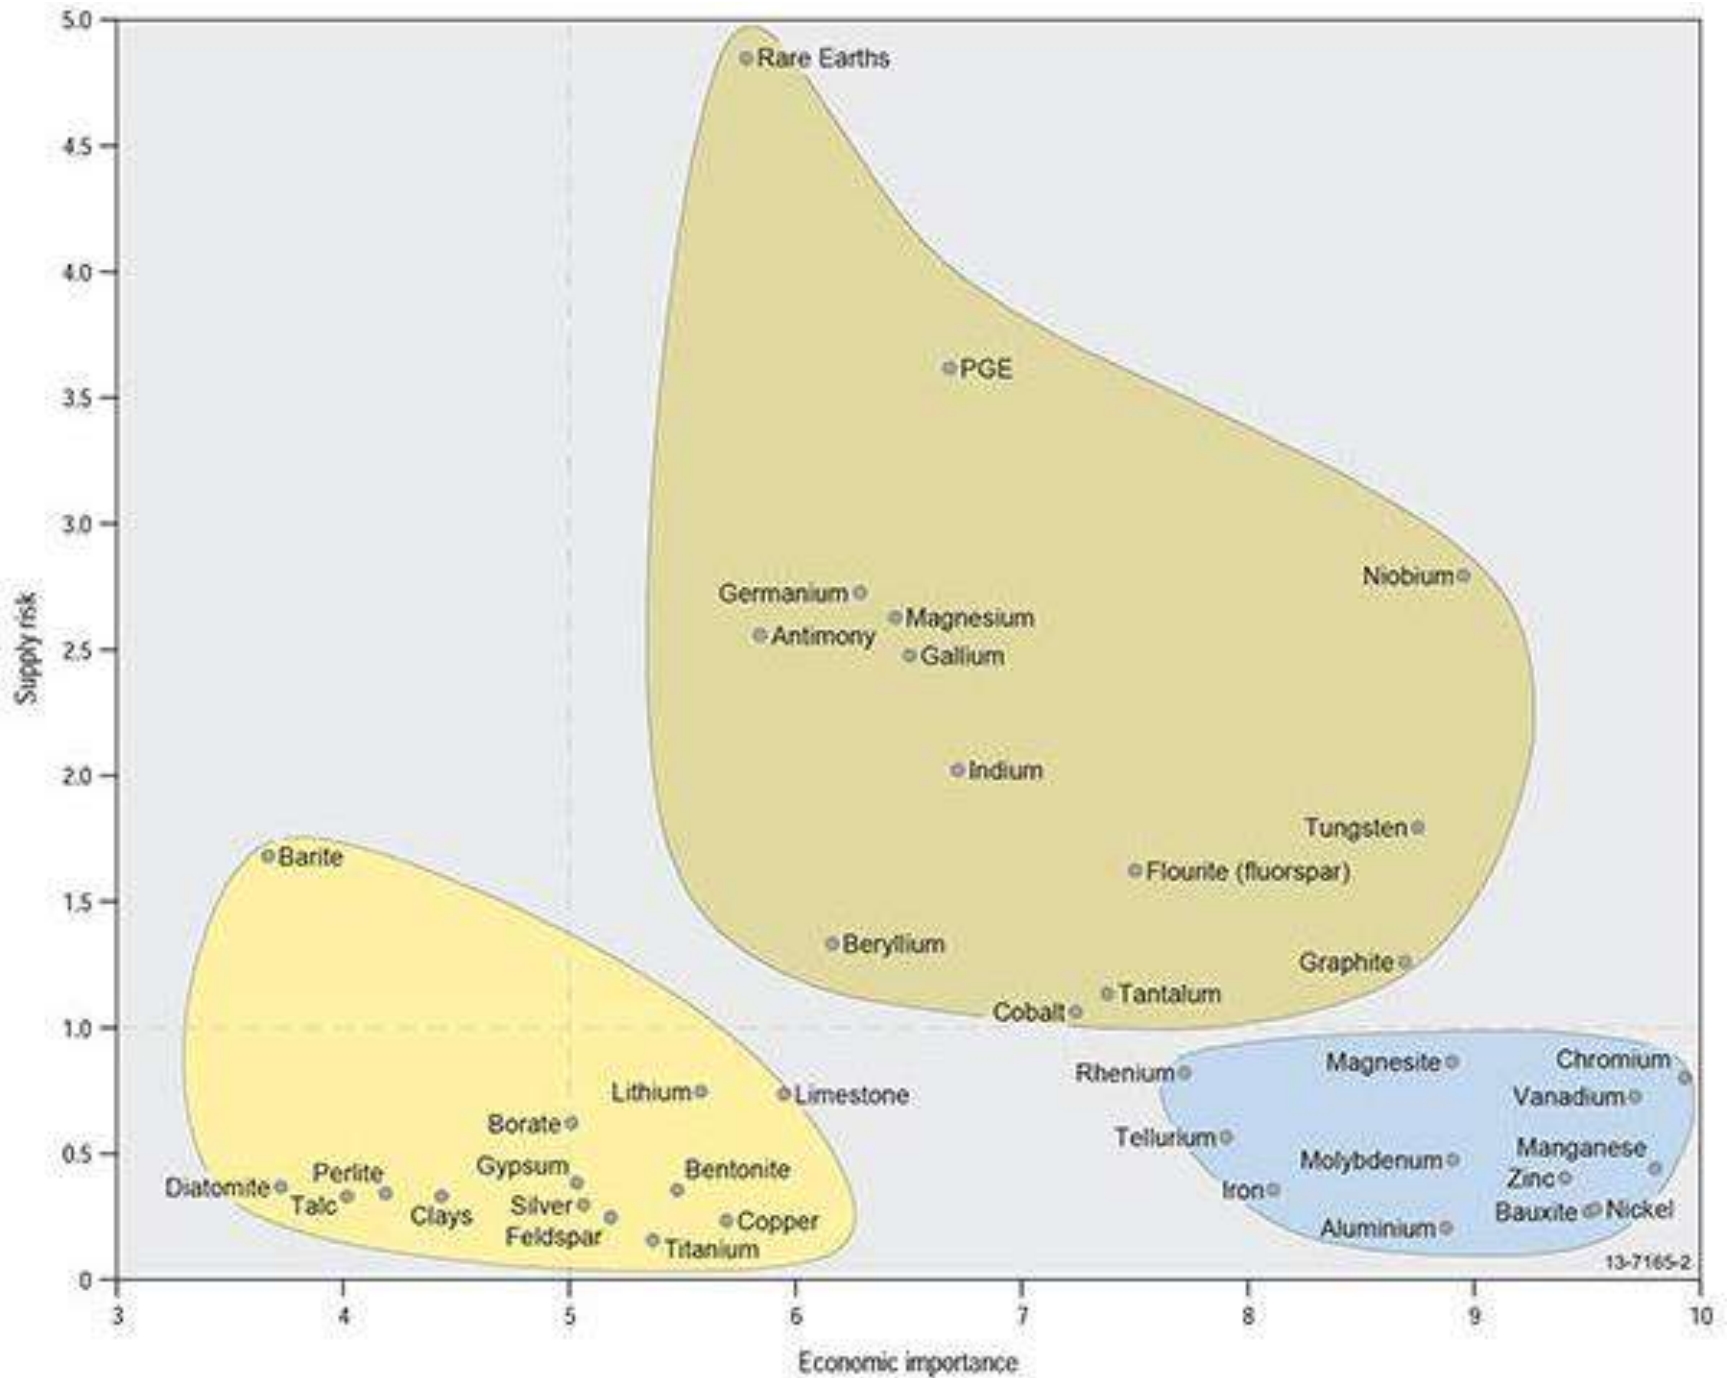 5.0
Rare Earths
4.5
4.0
PGE
3.5
3.0
Niobium
Germanium
Magnesium
Antimony
2.5
Gallium
Supply risk
2.0
Indium
Tungsten
Barite
Flourite (fluorspar)
1.5
Beryllium
Graphite
Tantalum
Cobalt
1.0
Rhenium
Magnesite
Chromium
Lithium
Limestone
Vanadium
Borate
Tellurium
0.5
Manganese
Molybdenum
Gypsum
Bentonite
Perlite
Zinc
Diatomite
Iron
Talc
Silver
Clays
Bauxite
Nickel
Copper
Feldspar
Aluminium
Titanium
13-7165-2
0
3 4 5 6 7 8 9 10
Economic importance